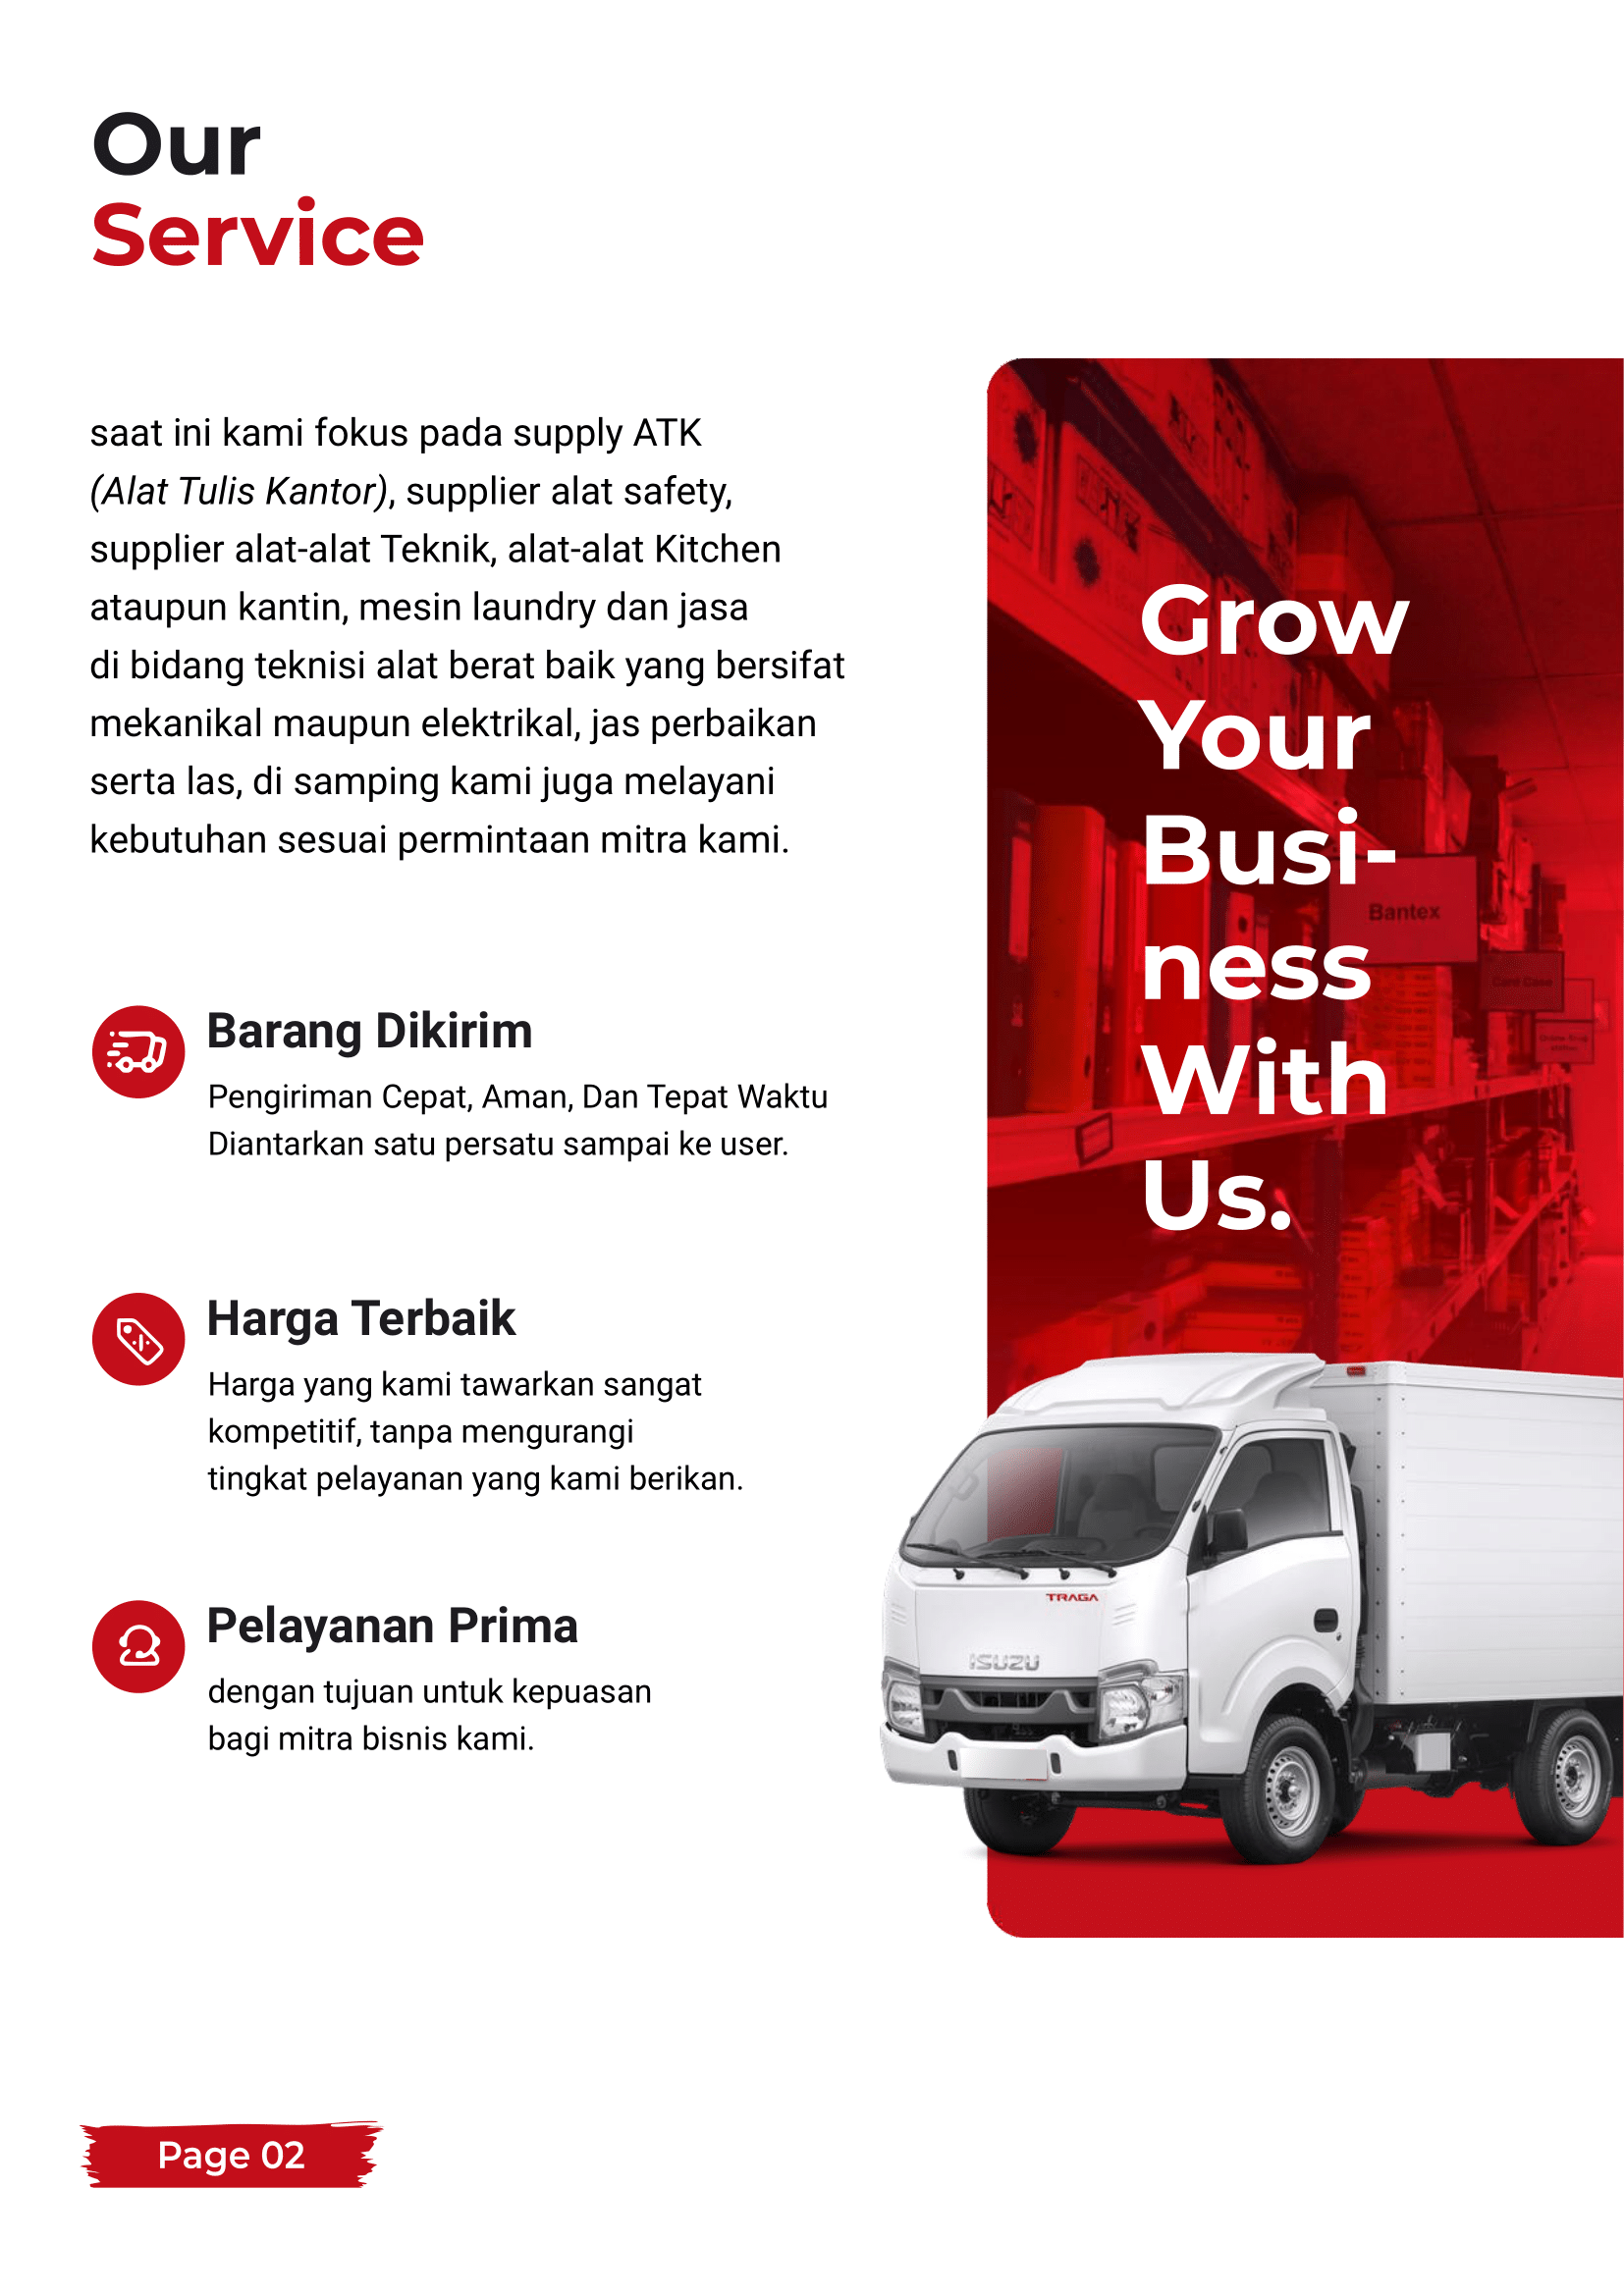 Our
Service
saat ini kami fokus pada supply ATK
(Alat Tulis Kantor), supplier alat safety,
supplier alat-alat Teknik, alat-alat Kitchen
ataupun kantin, mesin laundry dan jasa
di bidang teknisi alat berat baik yang bersifat
mekanikal maupun elektrikal, jas perbaikan
serta las, di samping kami juga melayani
kebutuhan sesuai permintaan mitra kami.
Barang Dikirim
Pengiriman Cepat, Aman, Dan Tepat Waktu
Diantarkan satu persatu sampai ke user.
Harga Terbaik
Harga yang kami tawarkan sangat
kompetitif, tanpa mengurangi
tingkat pelayanan yang kami berikan.
Pelayanan Prima
dengan tujuan untuk kepuasan
bagi mitra bisnis kami.
Grow
Your
Busi-
ness
With
Us.
Bantex
Card Case
TRAGA
ISUZU
Page 02